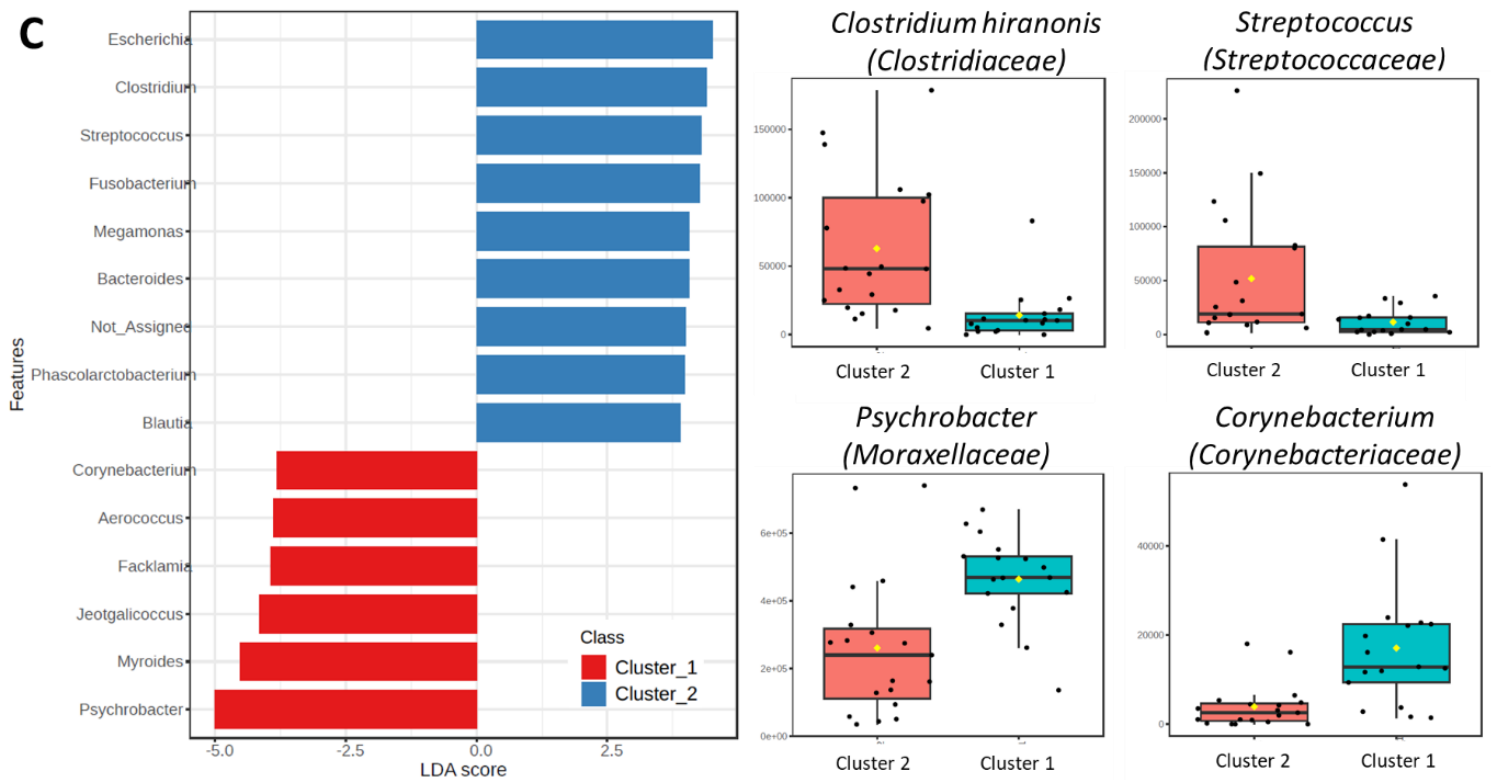 C
Features
Escherichia
Clostridium
Streptococcus
Fusobacterium
Megamonas
Bacteroides
Not_Assigned
Phascolarctobacterium
Blautia
Corynebacterium
Aerococcus
Facklamia
Jeotgalicoccus
Myroides
Psychrobacter
-5.0 -2.5 0.0 2.5
LDA score
Class
Cluster_1
Cluster_2
Clostridium hiranonis
(Clostridiaceae)
150000
100000
50000
0
Cluster 2 Cluster 1
Streptococcus
(Streptococcaceae)
200000
150000
100000
50000
0
Cluster 2 Cluster 1
Psychrobacter
(Moraxellaceae)
6e+05
4e+05
2e+05
0e+00
Cluster 2 Cluster 1
Corynebacterium
(Corynebacteriaceae)
40000
20000
0
Cluster 2 Cluster 1